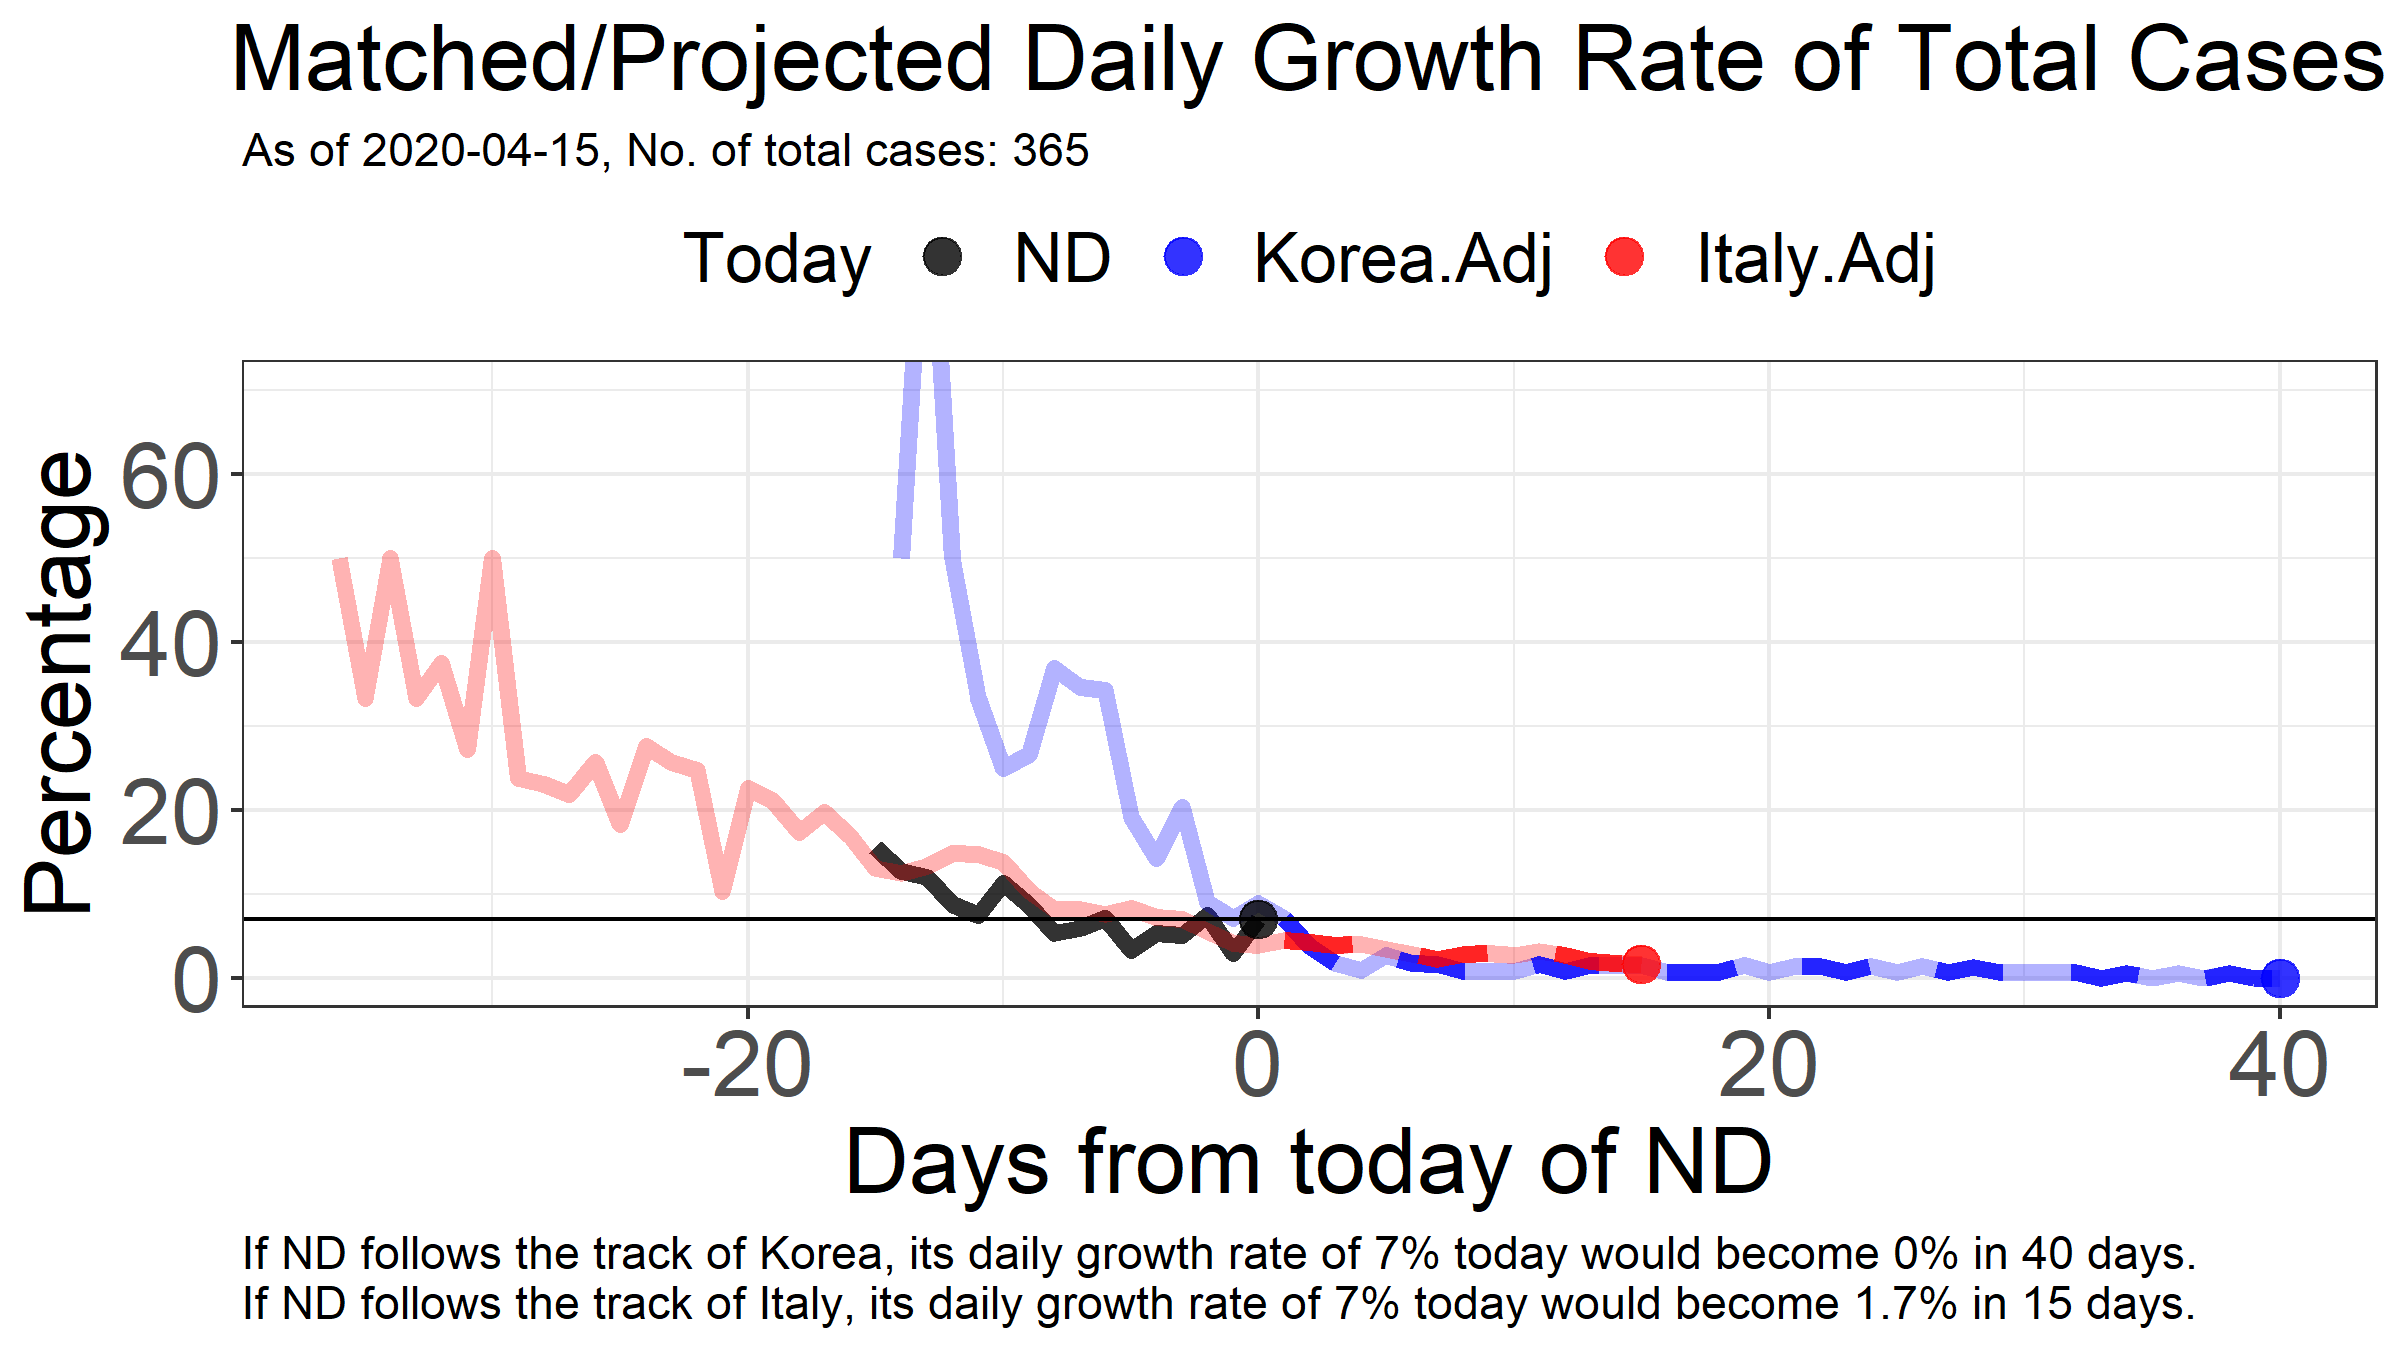 Matched/Projected Daily Growth Rate of Total Cases
As of 2020-04-15, No. of total cases: 365
Today ND Korea.Adj Italy.Adj
Percentage
60
40
20
0
-20 0 20 40
Days from today of ND
If ND follows the track of Korea, its daily growth rate of 7% today would become 0% in 40 days.
If ND follows the track of Italy, its daily growth rate of 7% today would become 1.7% in 15 days.